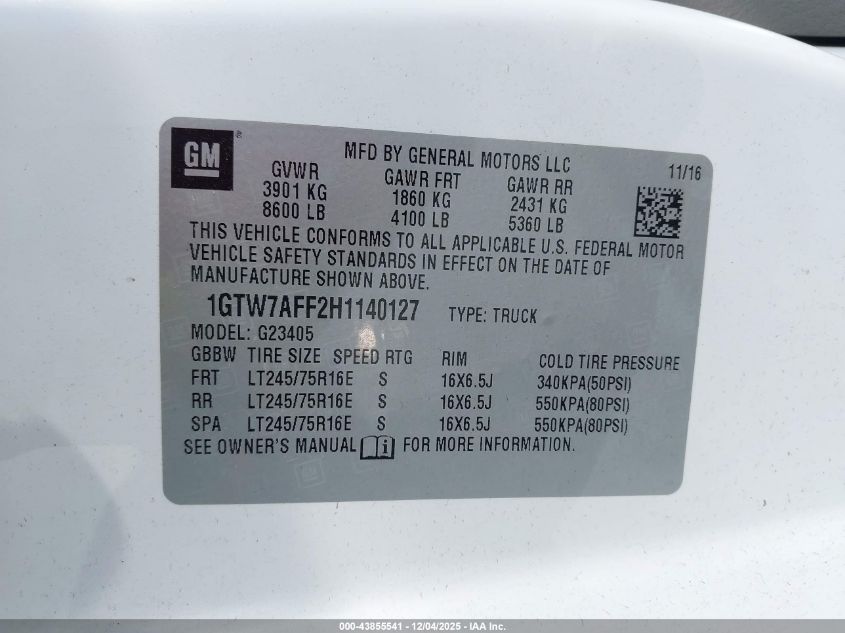 GM ®
MFD BY GENERAL MOTORS LLC 11/16
GVWR GAWR FRT GAWR RR
3901 KG 1860 KG 2431 KG
8600 LB 4100 LB 5360 LB
THIS VEHICLE CONFORMS TO ALL APPLICABLE U.S. FEDERAL MOTOR
VEHICLE SAFETY STANDARDS IN EFFECT ON THE DATE OF
MANUFACTURE SHOWN ABOVE.
1GTW7AFF2H1140127 TYPE: TRUCK
MODEL: G23405
GBBW TIRE SIZE SPEED RTG RIM COLD TIRE PRESSURE
FRT LT245/75R16E S 16X6.5J 340KPA(50PSI)
RR LT245/75R16E S 16X6.5J 550KPA(80PSI)
SPA LT245/75R16E S 16X6.5J 550KPA(80PSI)
SEE OWNER'S MANUAL i FOR MORE INFORMATION.
GM
000-43855541 - 12/04/2025 - IAA Inc.